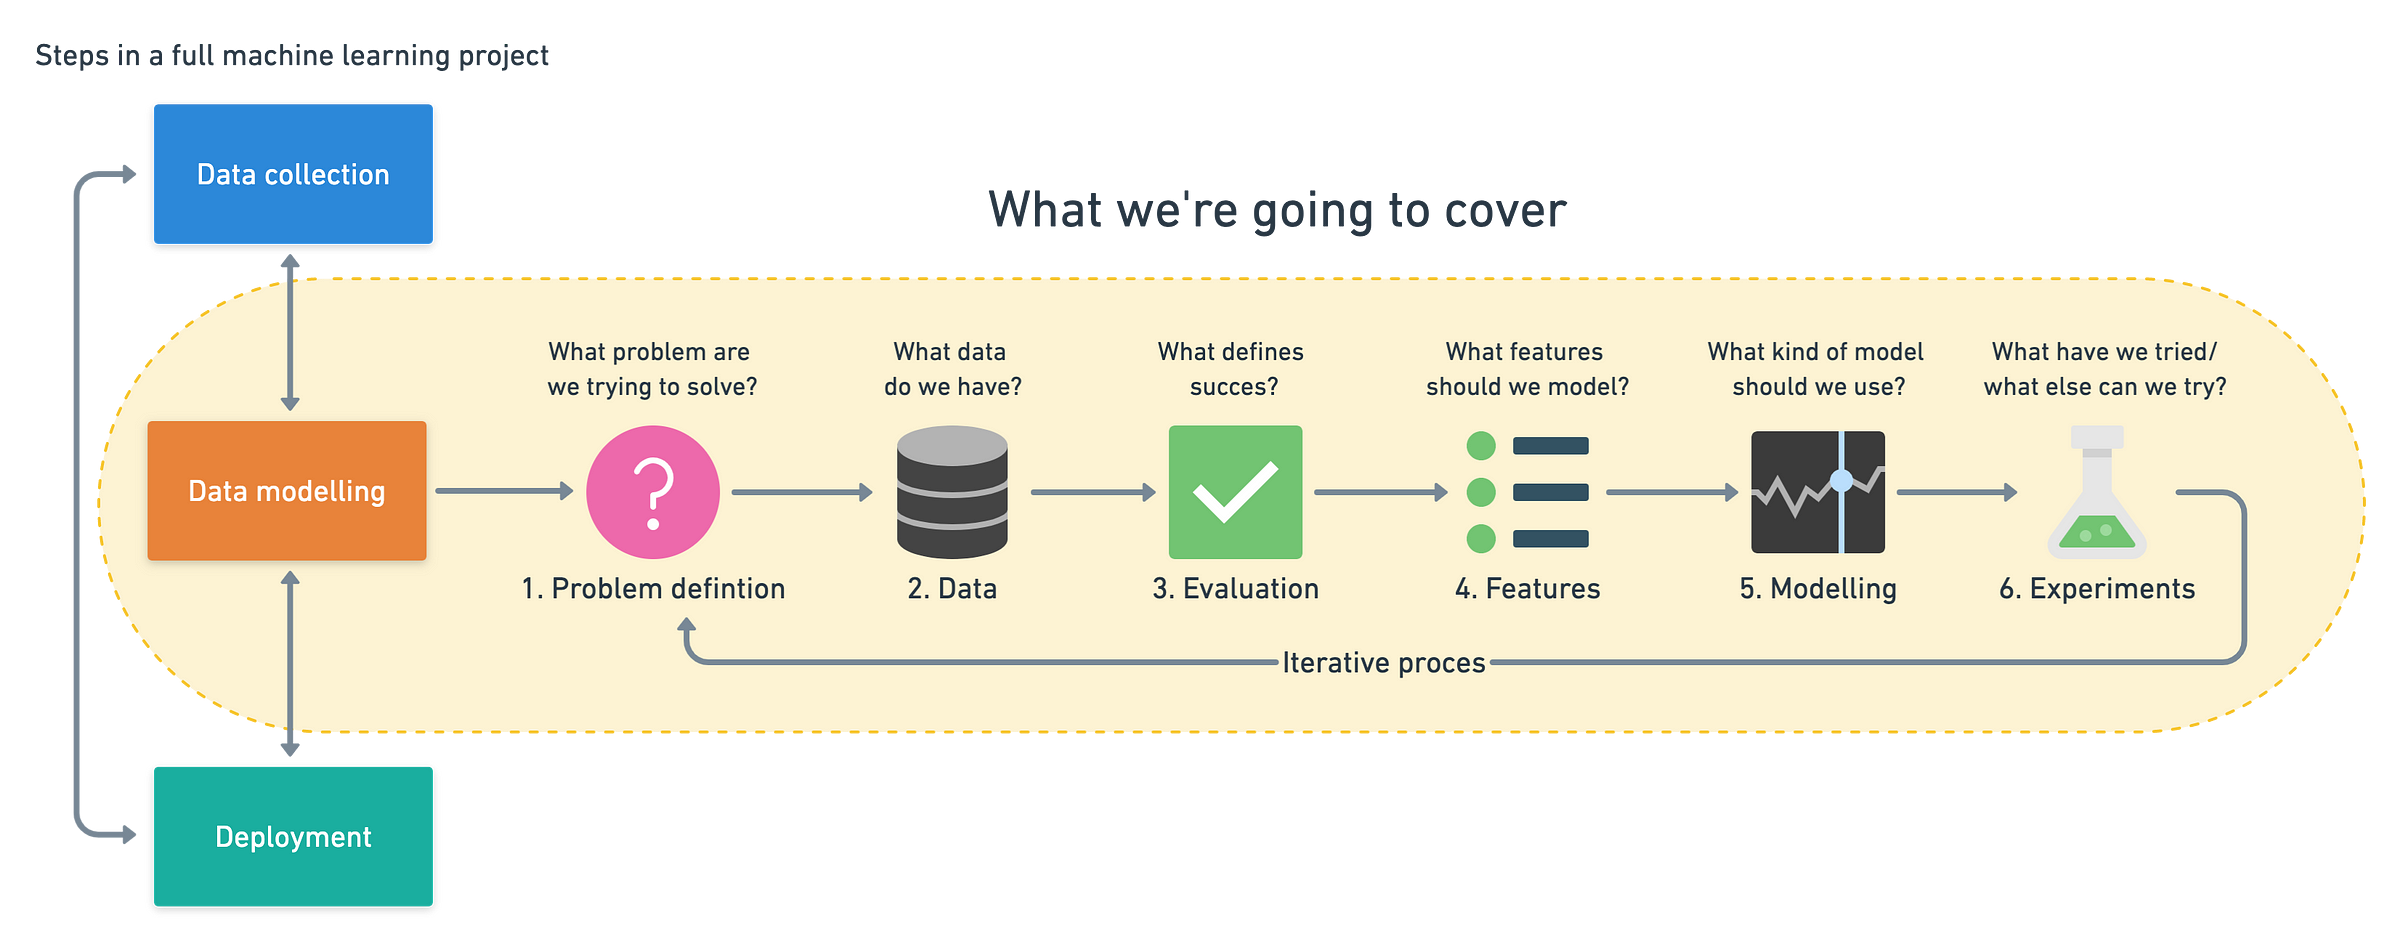 Steps in a full machine learning project
Data collection
What we're going to cover
What problem are
we trying to solve?
What data
do we have?
What defines
succes?
What features
should we model?
What kind of model
should we use?
What have we tried/
what else can we try?
Data modelling
1. Problem defintion
2. Data
3. Evaluation
4. Features
5. Modelling
6. Experiments
Iterative proces
Deployment